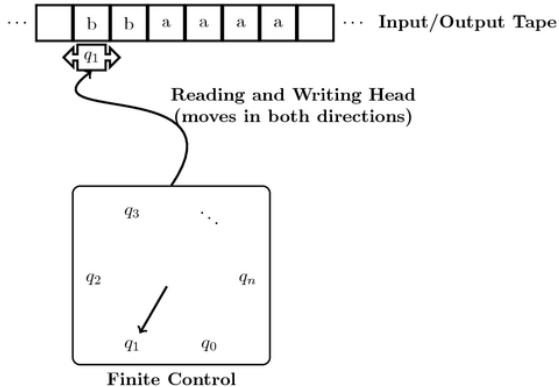 ... b b a a a a ... Input/Output Tape
q₁
Reading and Writing Head
(moves in both directions)
q₃ ⋱
q₂ qₙ
q₁ q₀
Finite Control